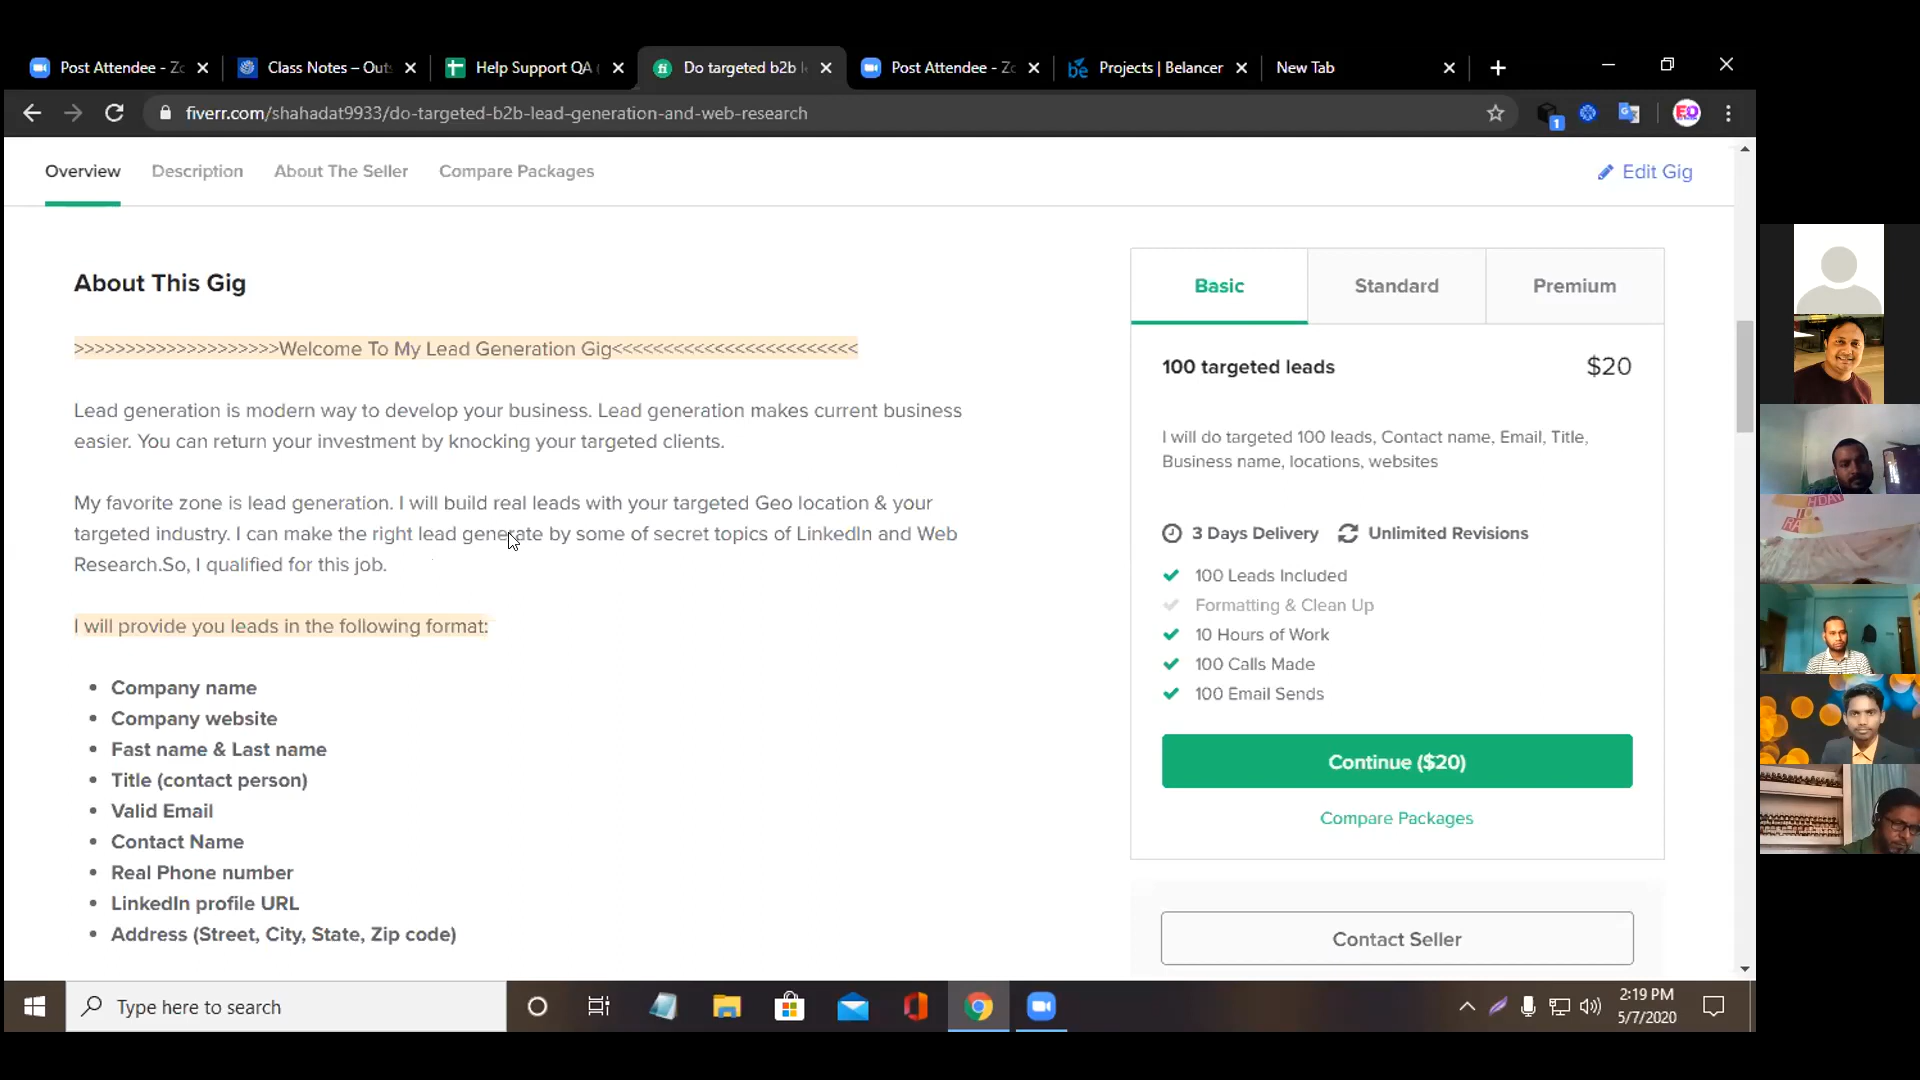 Post Attendee - Zo
Class Notes – Outs
Help Support QA (
Do targeted b2b l
Post Attendee - Zo
Projects | Belancer
New Tab
fiverr.com/shahadat9933/do-targeted-b2b-lead-generation-and-web-research
1
EQ
Overview
Description
About The Seller
Compare Packages
Edit Gig
About This Gig
>>>>>>>>>>>>>>>>>>>>Welcome To My Lead Generation Gig<<<<<<<<<<<<<<<<<<<<<<<<
Lead generation is modern way to develop your business. Lead generation makes current business
easier. You can return your investment by knocking your targeted clients.
My favorite zone is lead generation. I will build real leads with your targeted Geo location & your
targeted industry. I can make the right lead generate by some of secret topics of LinkedIn and Web
Research.So, I qualified for this job.
I will provide you leads in the following format:
Company name
Company website
Fast name & Last name
Title (contact person)
Valid Email
Contact Name
Real Phone number
LinkedIn profile URL
Address (Street, City, State, Zip code)
Basic
Standard
Premium
100 targeted leads
$20
I will do targeted 100 leads, Contact name, Email, Title,
Business name, locations, websites
3 Days Delivery
Unlimited Revisions
100 Leads Included
Formatting & Clean Up
10 Hours of Work
100 Calls Made
100 Email Sends
Continue ($20)
Compare Packages
Contact Seller
Type here to search
2:19 PM
5/7/2020